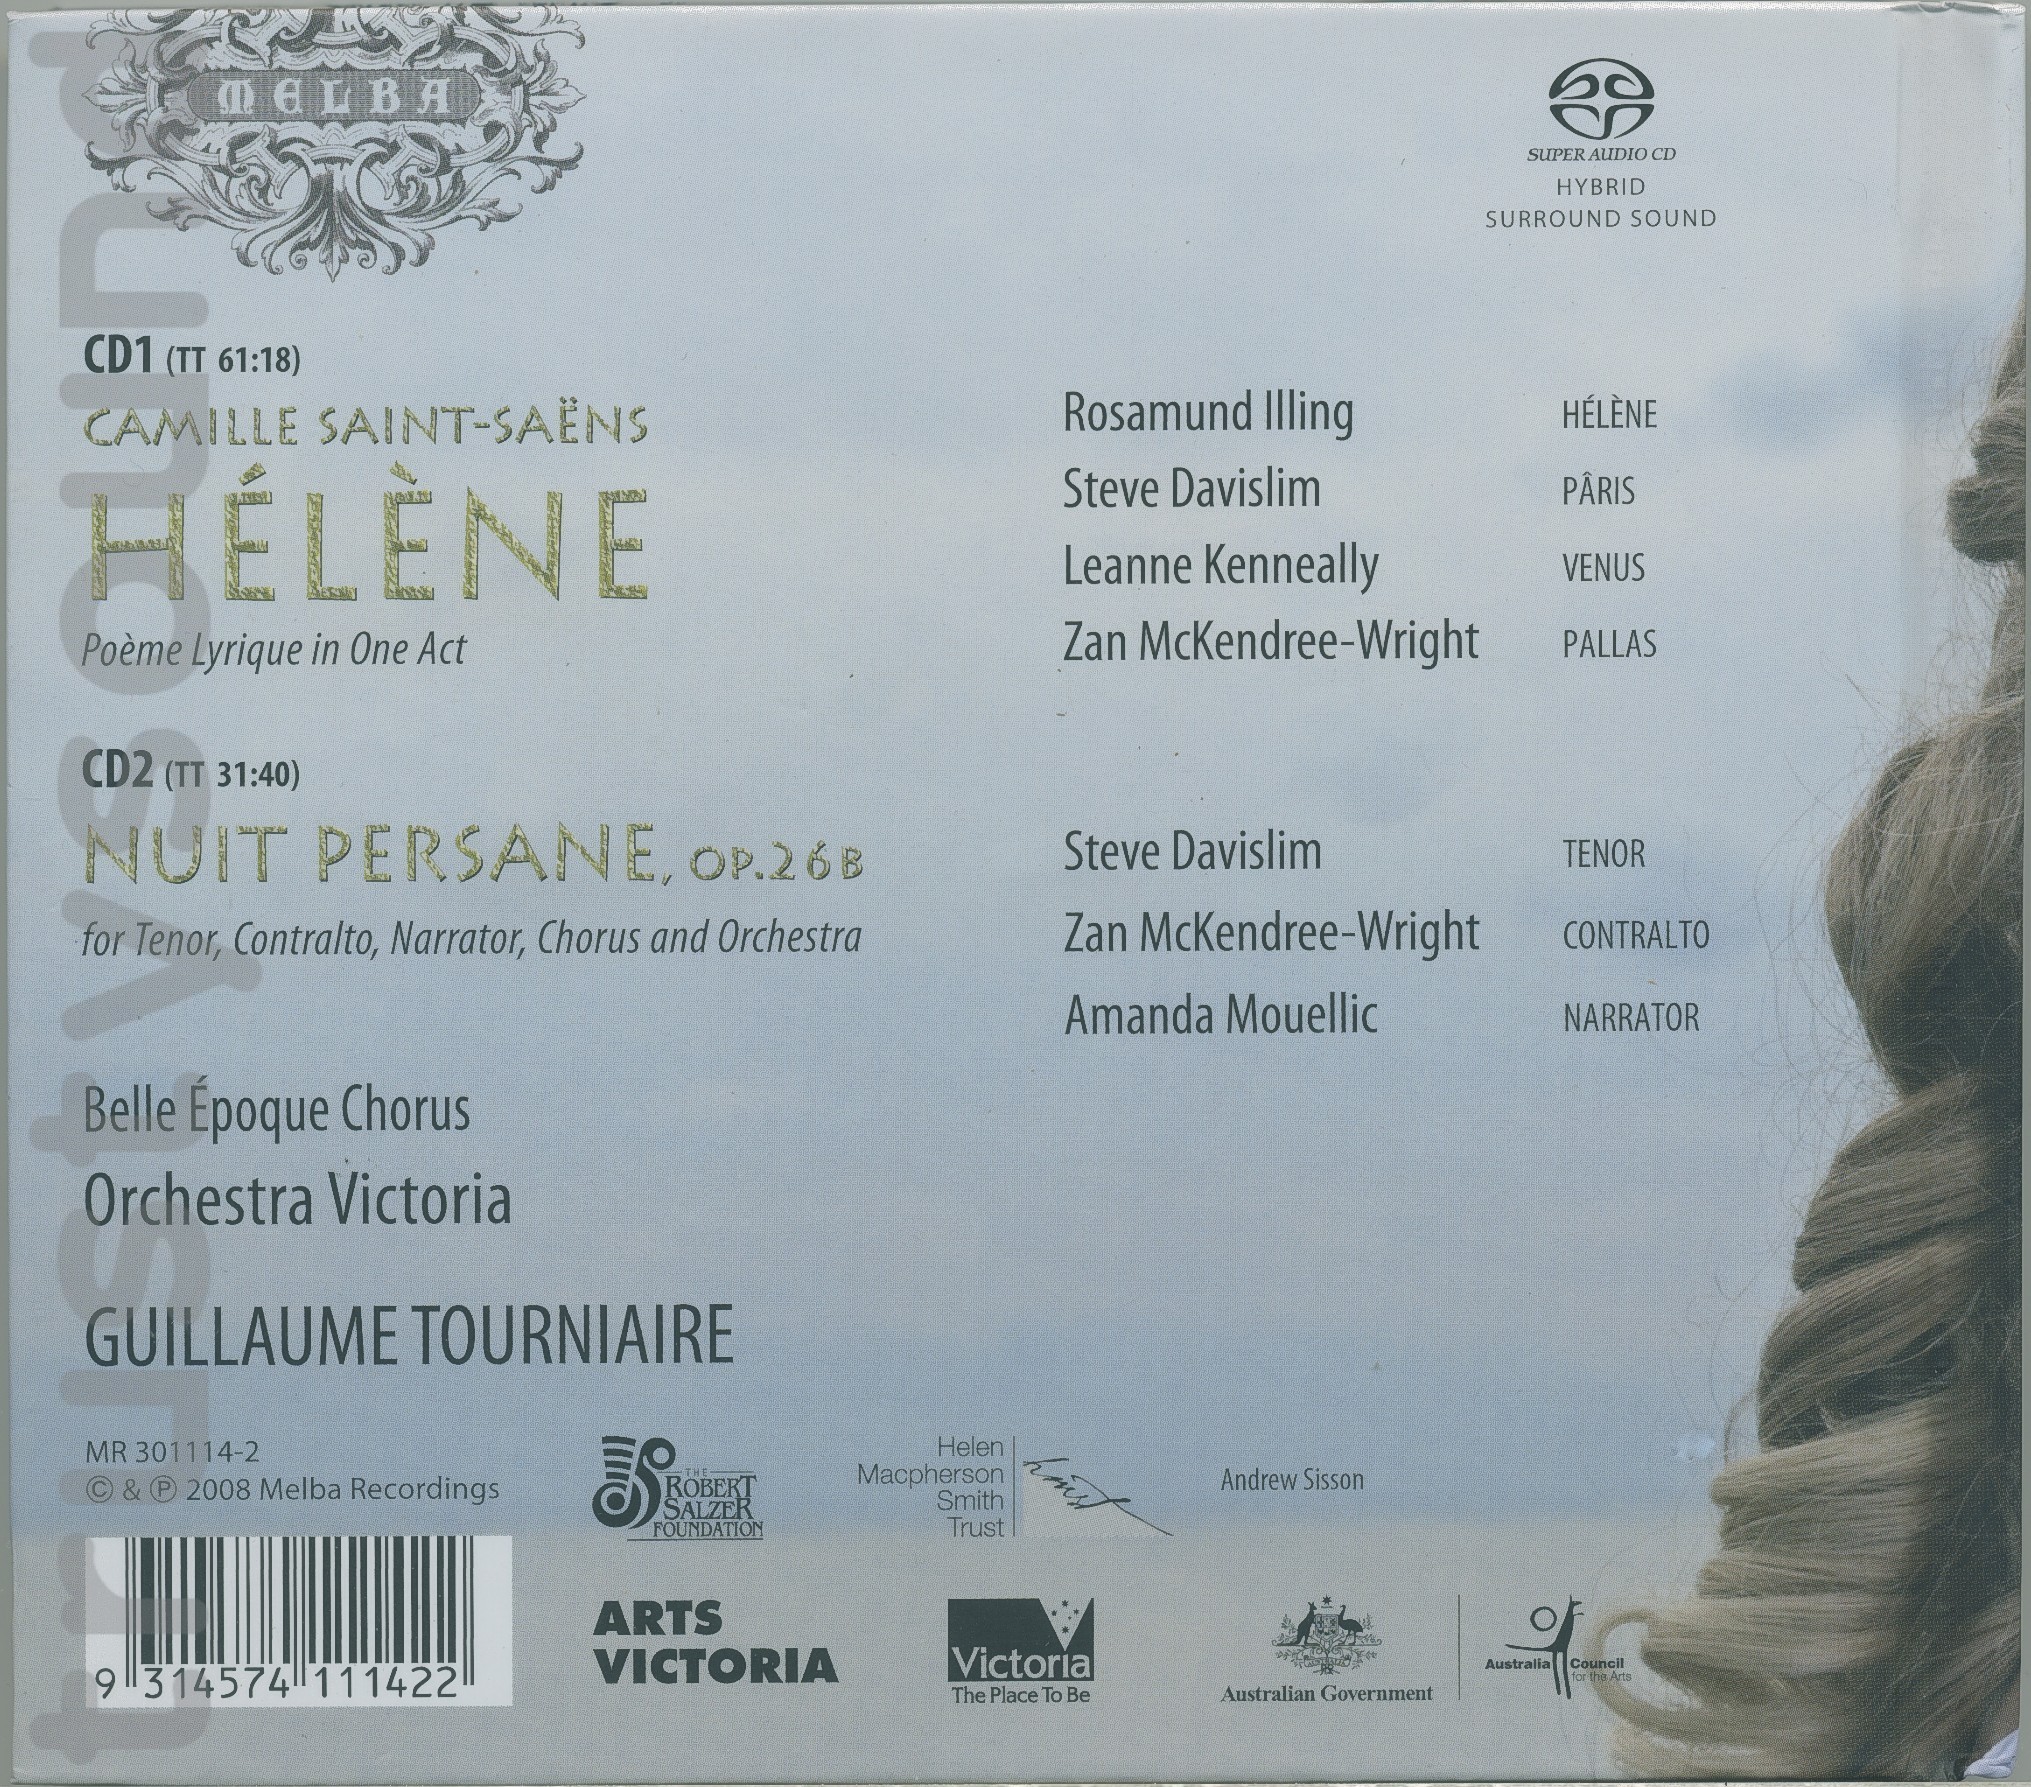 MELBA
SUPER AUDIO CD
HYBRID
SURROUND SOUND
CD1 (TT 61:18)
CAMILLE SAINT-SAËNS
HÉLÈNE
Poème Lyrique in One Act
Rosamund Illing HÉLÈNE
Steve Davislim PÂRIS
Leanne Kenneally VENUS
Zan McKendree-Wright PALLAS
CD2 (TT 31:40)
NUIT PERSANE, OP.26B
for Tenor, Contralto, Narrator, Chorus and Orchestra
Steve Davislim TENOR
Zan McKendree-Wright CONTRALTO
Amanda Mouellic NARRATOR
Belle Époque Chorus
Orchestra Victoria
GUILLAUME TOURNIAIRE
MR 301114-2
© & ℗ 2008 Melba Recordings
THE
ROBERT
SALZER
FOUNDATION
Helen
Macpherson
Smith
Trust
Andrew Sisson
9 314574 111422
ARTS
VICTORIA
Victoria
The Place To Be
Australian Government
Australia Council
for the Arts
trustysound